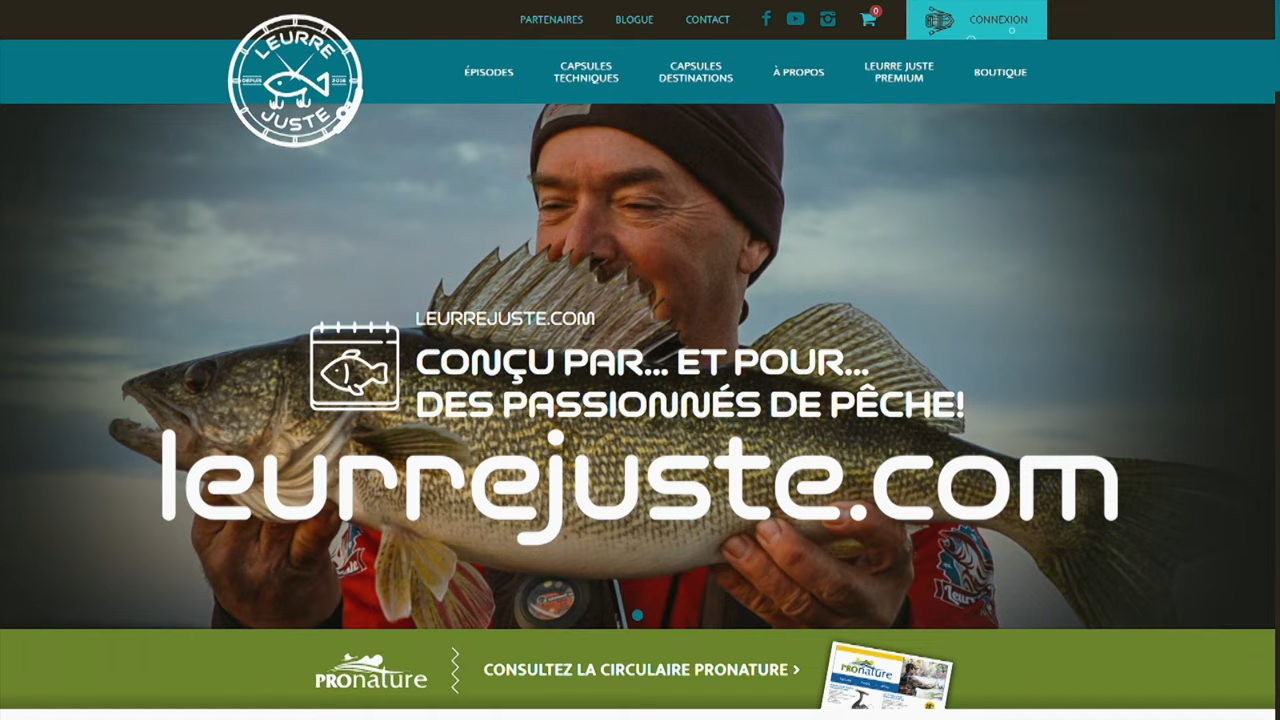 PARTENAIRES
BLOGUE
CONTACT
0
CONNEXION
LEURRE
DEPUIS
2016
JUSTE
ÉPISODES
CAPSULES
TECHNIQUES
CAPSULES
DESTINATIONS
À PROPOS
LEURRE JUSTE
PREMIUM
BOUTIQUE
LEURREJUSTE.COM
CONÇU PAR... ET POUR...
DES PASSIONNÉS DE PÊCHE!
leurrejuste.com
PROnature
CONSULTEZ LA CIRCULAIRE PRONATURE >
PROnature